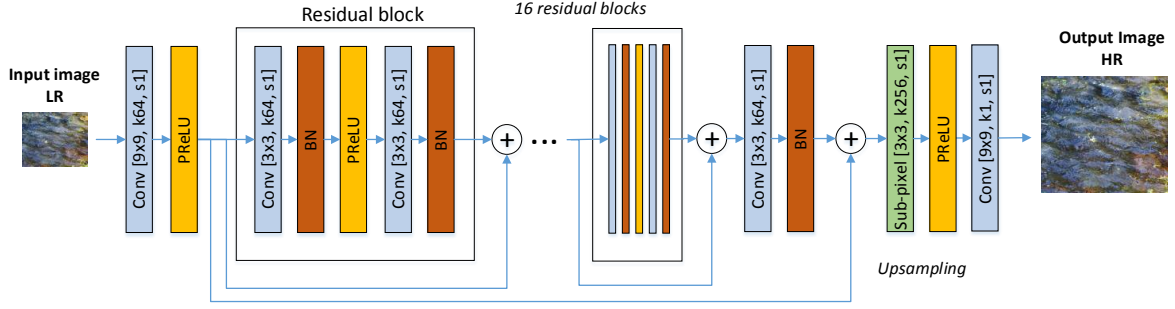 16 residual blocks
Residual block
Output Image
HR
Input image
LR
Conv [9x9, k64, s1]
PReLU
Conv [3x3, k64, s1]
BN
PReLU
Conv [3x3, k64, s1]
BN
+
...
+
Conv [3x3, k64, s1]
BN
+
Sub-pixel [3x3, k256, s1]
PReLU
Conv [9x9, k1, s1]
Upsampling